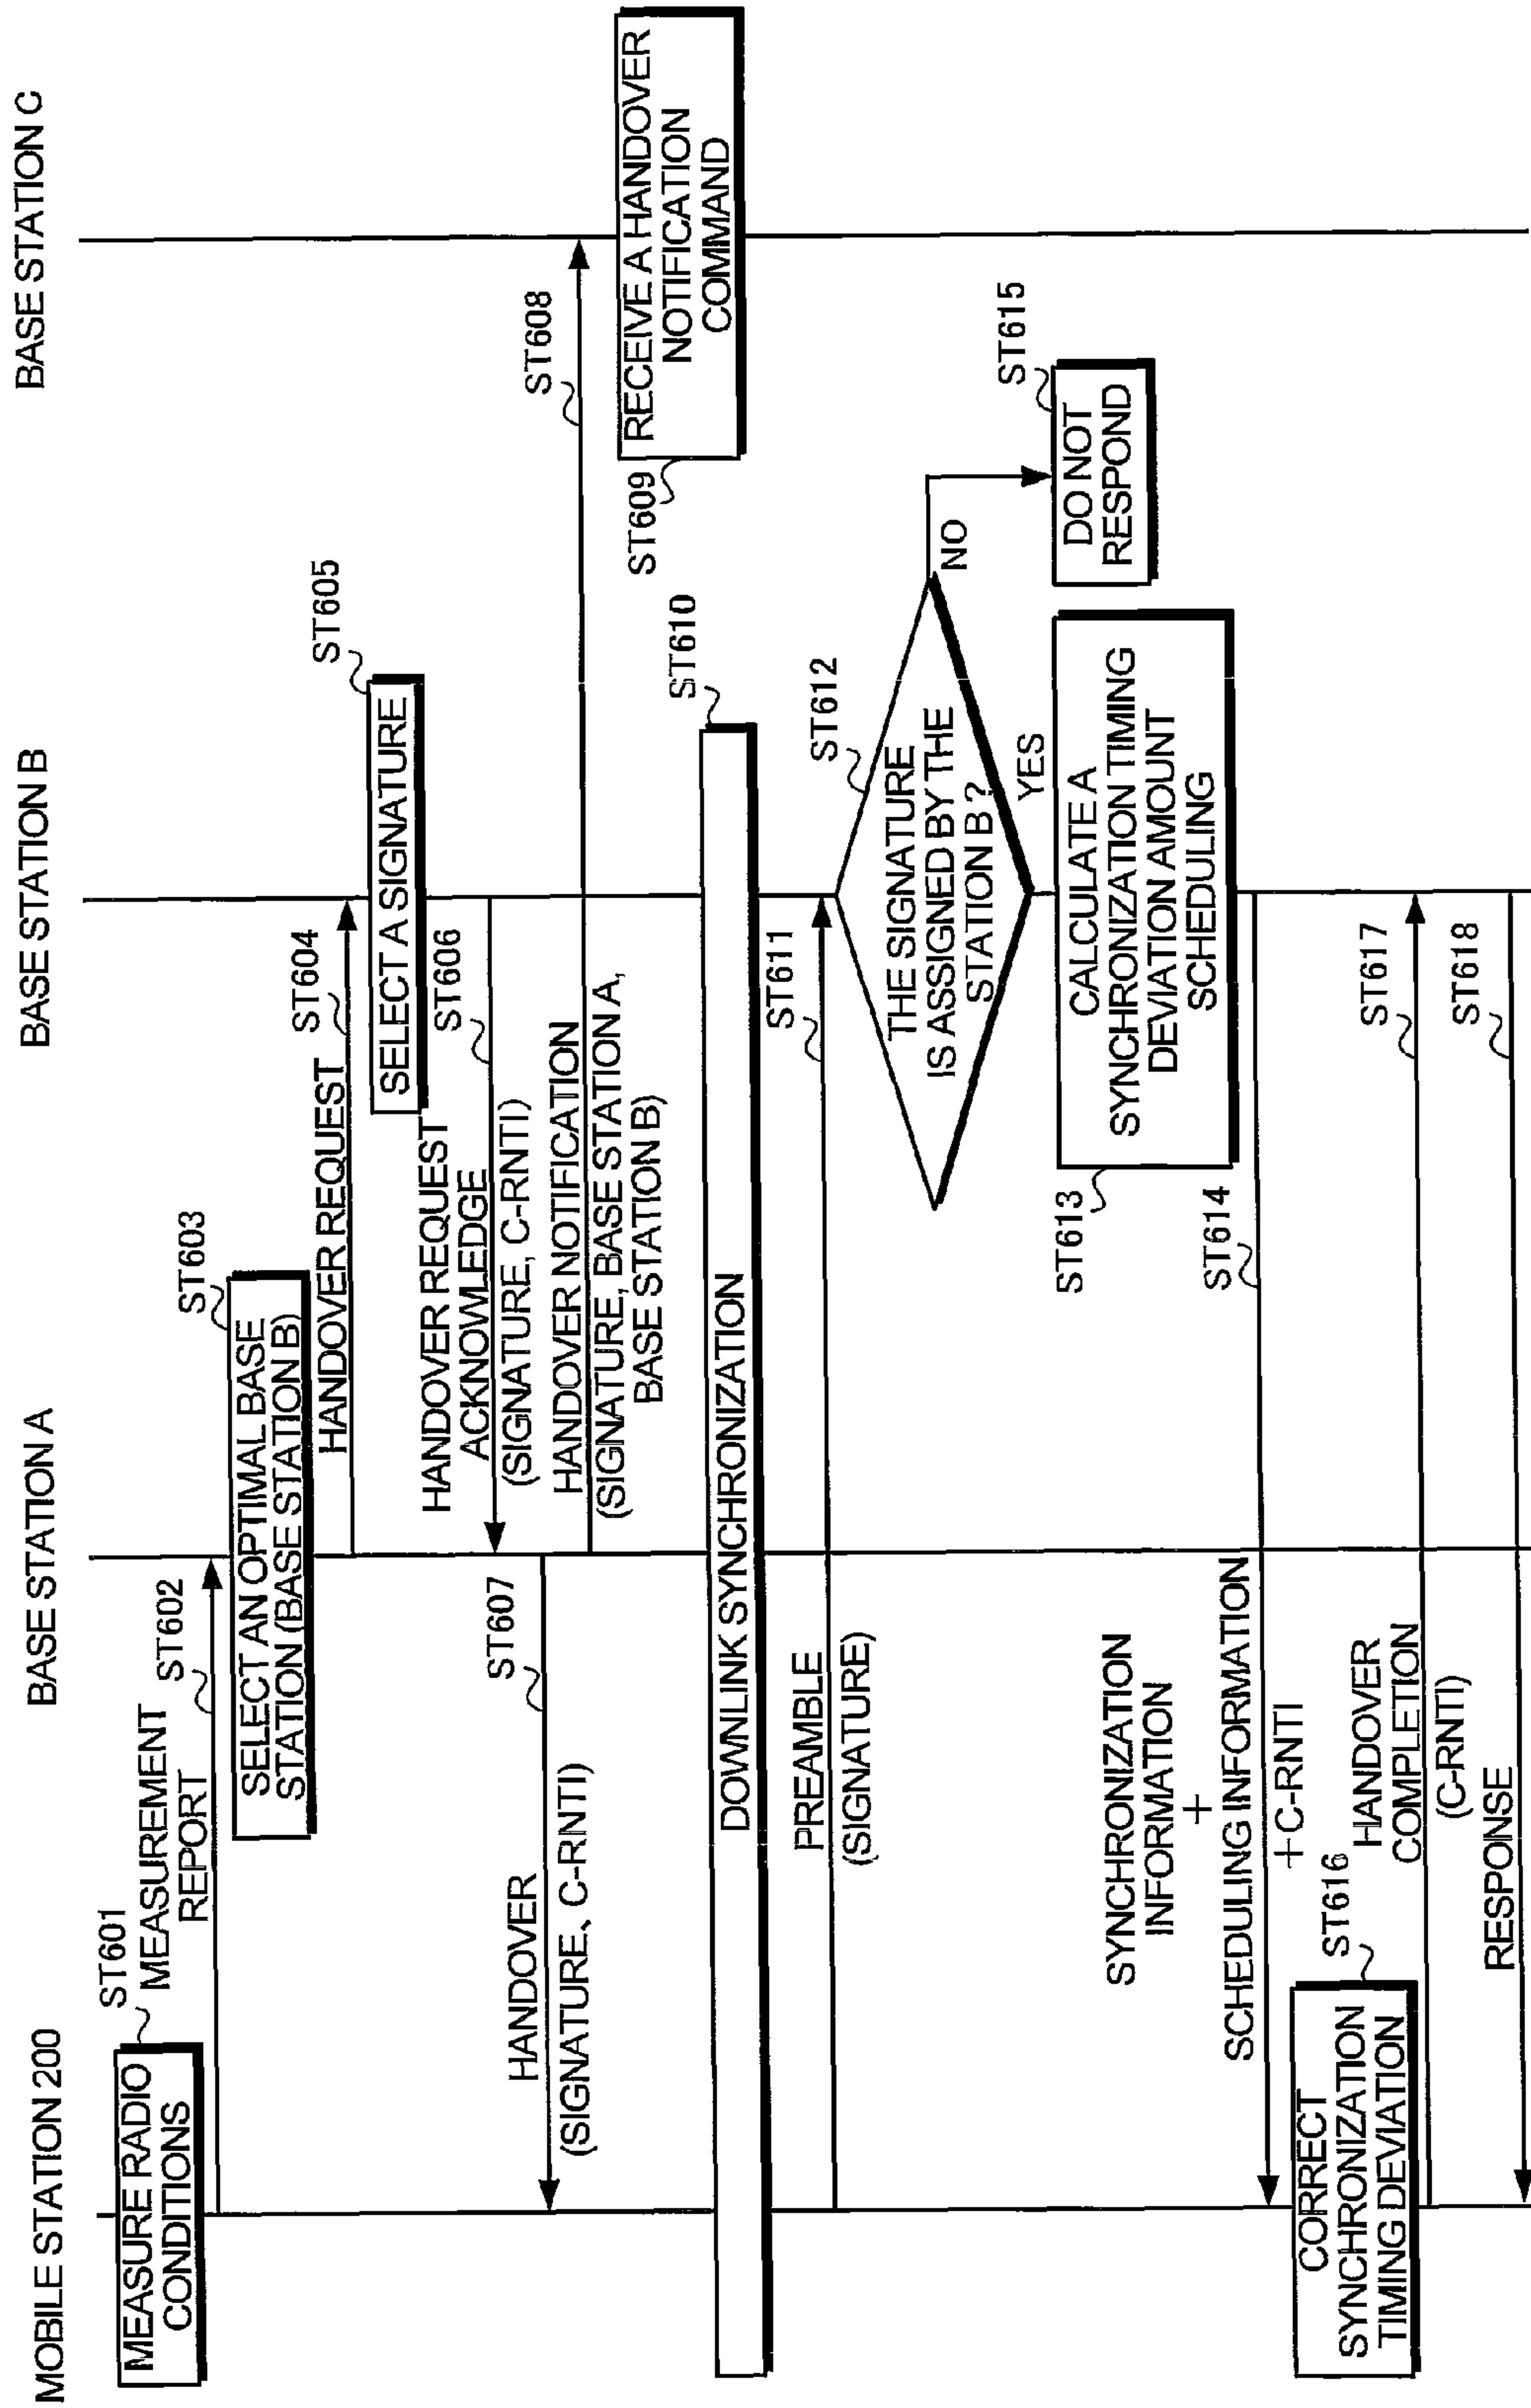 MOBILE STATION 200
BASE STATION A
BASE STATION B
BASE STATION C
ST601
MEASURE RADIO
CONDITIONS
MEASUREMENT
REPORT
ST602
ST603
SELECT AN OPTIMAL BASE
STATION (BASE STATION B)
HANDOVER REQUEST
ST604
ST605
SELECT A SIGNATURE
HANDOVER REQUEST
ACKNOWLEDGE
(SIGNATURE, C-RNTI)
ST606
ST607
HANDOVER
(SIGNATURE、C-RNTI)
ST608
HANDOVER NOTIFICATION
(SIGNATURE, BASE STATION A,
BASE STATION B)
ST609
RECEIVE A HANDOVER
NOTIFICATION
COMMAND
ST610
DOWNLINK SYNCHRONIZATION
ST611
PREAMBLE
(SIGNATURE)
ST612
THE SIGNATURE
IS ASSIGNED BY THE
STATION B ?
NO
YES
ST615
DO NOT
RESPOND
ST613
CALCULATE A
SYNCHRONIZATION TIMING
DEVIATION AMOUNT
SCHEDULING
ST614
SYNCHRONIZATION
INFORMATION
+
SCHEDULING INFORMATION
+C-RNTI
ST616
CORRECT
SYNCHRONIZATION
TIMING DEVIATION
HANDOVER
COMPLETION
(C-RNTI)
ST617
RESPONSE
ST618